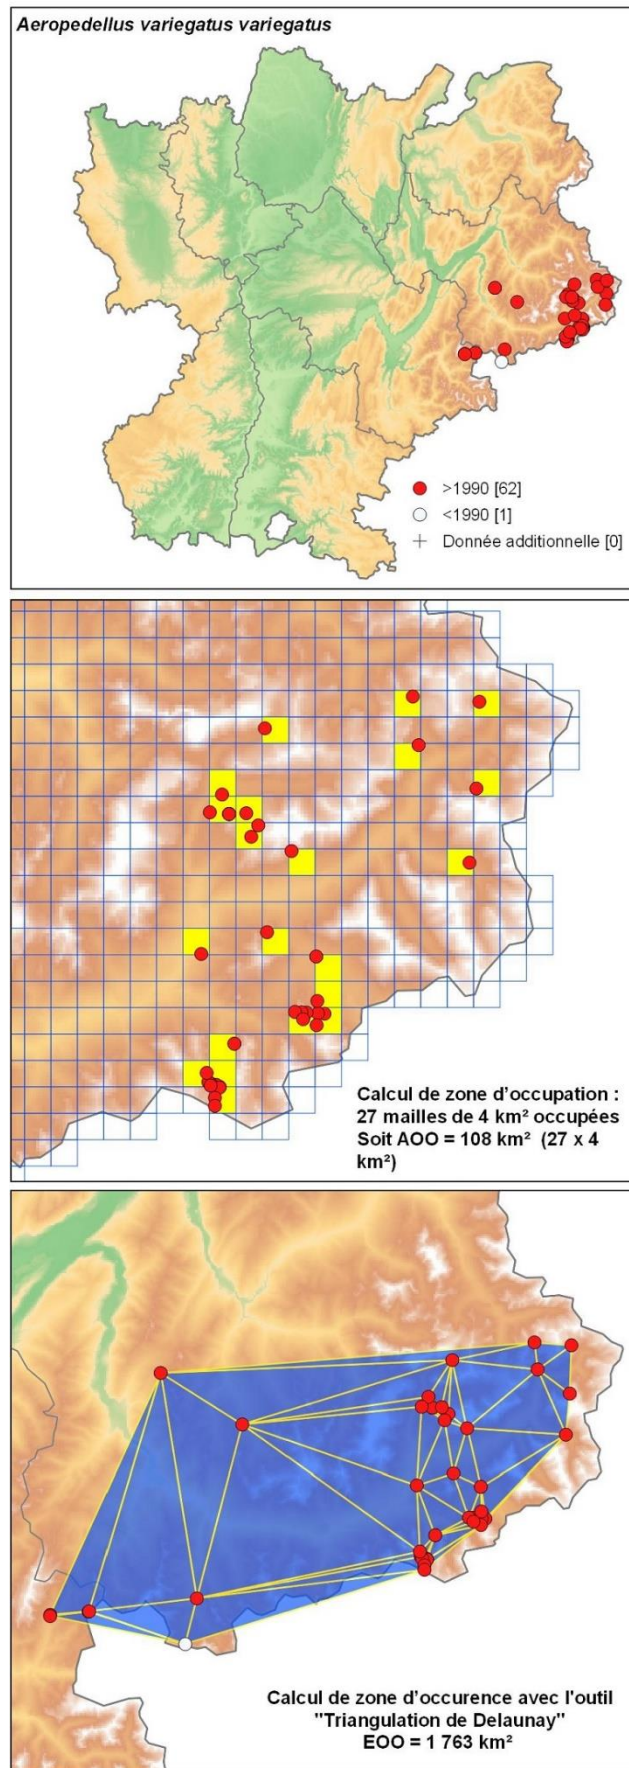 Aeropedellus variegatus variegatus
>1990 [62]
<1990 [1]
Donnée additionnelle [0]
Calcul de zone d'occupation :
27 mailles de 4 km² occupées
Soit AOO = 108 km² (27 x 4
km²)
Calcul de zone d'occurence avec l'outil
"Triangulation de Delaunay"
EOO = 1 763 km²